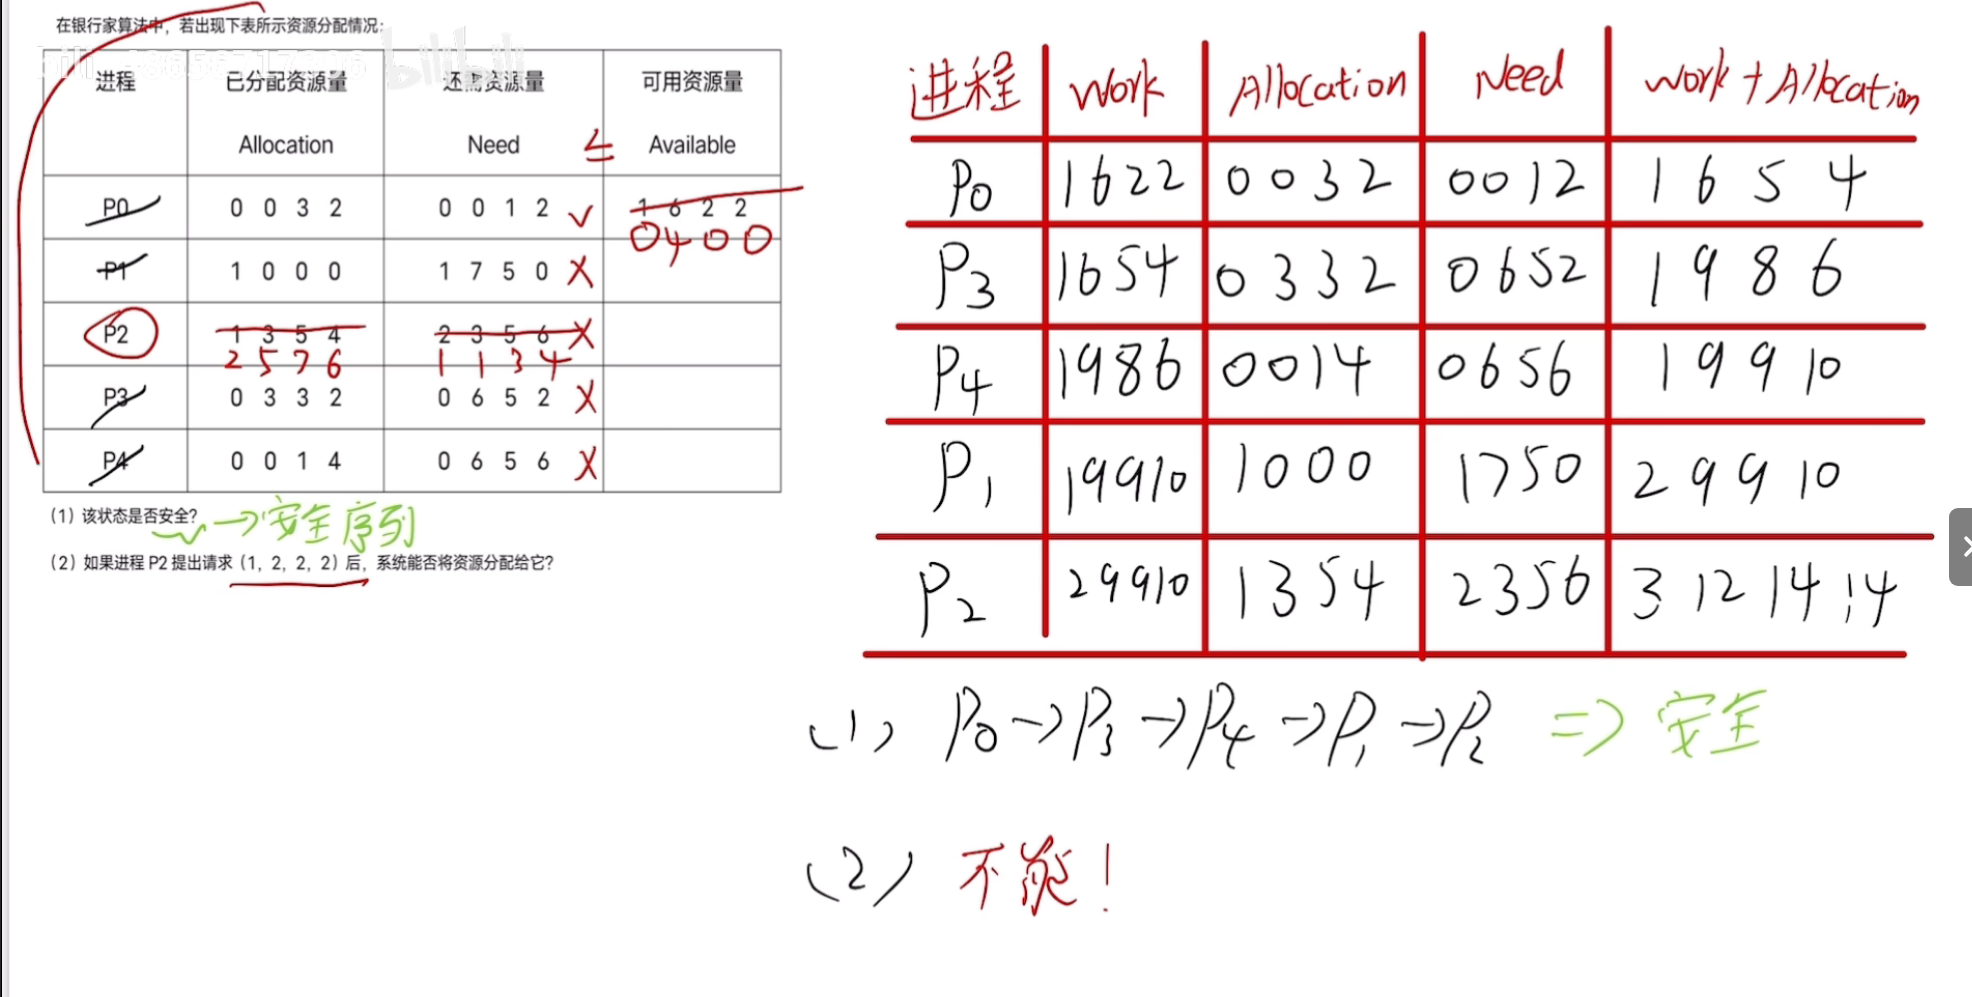 在银行家算法中，若出现下表所示资源分配情况：
bilibili
进程 已分配资源量 还需资源量 可用资源量
Allocation Need ≤ Available
P0 0 0 3 2 0 0 1 2 √ 1 6 2 2
0 4 0 0
P1 1 0 0 0 1 7 5 0 X
P2 1 3 5 4 2 3 5 6 X
2 5 7 6 1 1 3 4
P3 0 3 3 2 0 6 5 2 X
P4 0 0 1 4 0 6 5 6 X
（1）该状态是否安全？ → 安全序列
（2）如果进程 P2 提出请求（1，2，2，2）后，系统能否将资源分配给它？
进程 Work Allocation Need Work + Allocation
P0 1622 0032 0012 1 6 5 4
P3 1654 0332 0652 1 9 8 6
P4 1986 0014 0656 1 9 9 10
P1 19910 1000 1750 2 9 9 10
P2 29910 1354 2356 3 12 14 14
(1) P0→P3→P4→P1→P2 => 安全
(2) 不能！